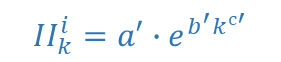 II_k^i = a′ · e^{b′k^{c′}}